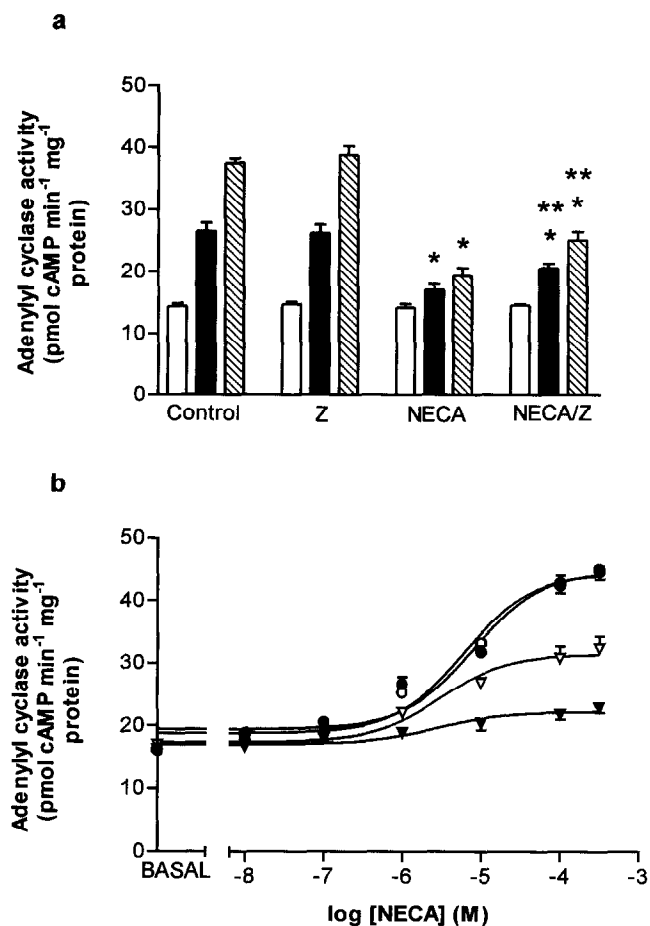 a
Adenylyl cyclase activity
(pmol cAMP min⁻¹ mg⁻¹
protein)
50
40
30
20
10
0
*
*
**
*
**
*
Control
Z
NECA
NECA/Z
b
Adenylyl cyclase activity
(pmol cAMP min⁻¹ mg⁻¹
protein)
50
40
30
20
10
0
BASAL
-8
-7
-6
-5
-4
-3
log [NECA] (M)